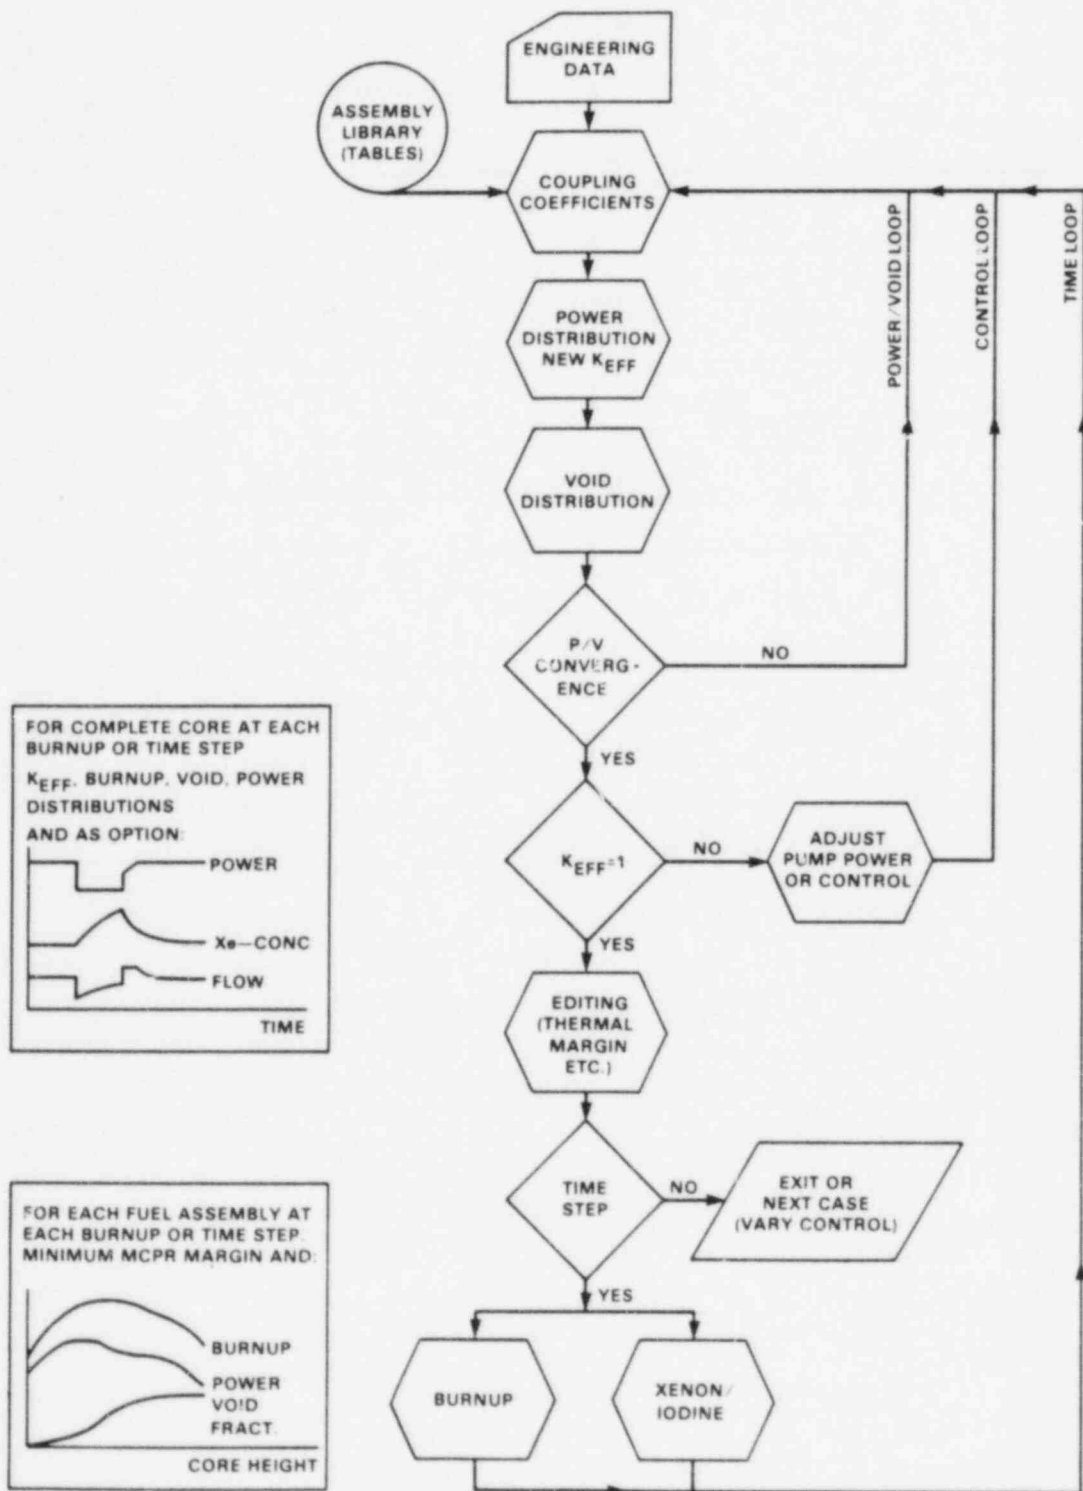 ENGINEERING
DATA
ASSEMBLY
LIBRARY
(TABLES)
COUPLING
COEFFICIENTS
POWER
DISTRIBUTION
NEW KEFF
VOID
DISTRIBUTION
P/V
CONVERG-
ENCE
NO
YES
KEFF=1
NO
ADJUST
PUMP POWER
OR CONTROL
YES
EDITING
(THERMAL
MARGIN
ETC.)
TIME
STEP
NO
EXIT OR
NEXT CASE
(VARY CONTROL)
YES
BURNUP
XENON/
IODINE
POWER/VOID LOOP
CONTROL LOOP
TIME LOOP
FOR COMPLETE CORE AT EACH
BURNUP OR TIME STEP
KEFF, BURNUP, VOID, POWER
DISTRIBUTIONS
AND AS OPTION:
POWER
Xe-CONC
FLOW
TIME
FOR EACH FUEL ASSEMBLY AT
EACH BURNUP OR TIME STEP.
MINIMUM MCPR MARGIN AND:
BURNUP
POWER
VOID
FRACT.
CORE HEIGHT